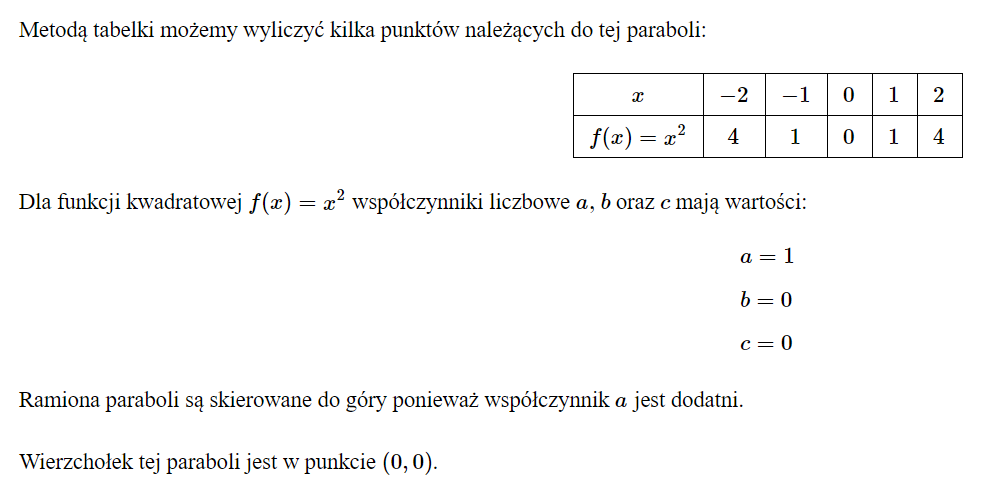 Metodą tabelki możemy wyliczyć kilka punktów należących do tej paraboli:
x −2 −1 0 1 2
f(x) = x² 4 1 0 1 4
Dla funkcji kwadratowej f(x) = x² współczynniki liczbowe a, b oraz c mają wartości:
a = 1
b = 0
c = 0
Ramiona paraboli są skierowane do góry ponieważ współczynnik a jest dodatni.
Wierzchołek tej paraboli jest w punkcie (0, 0).